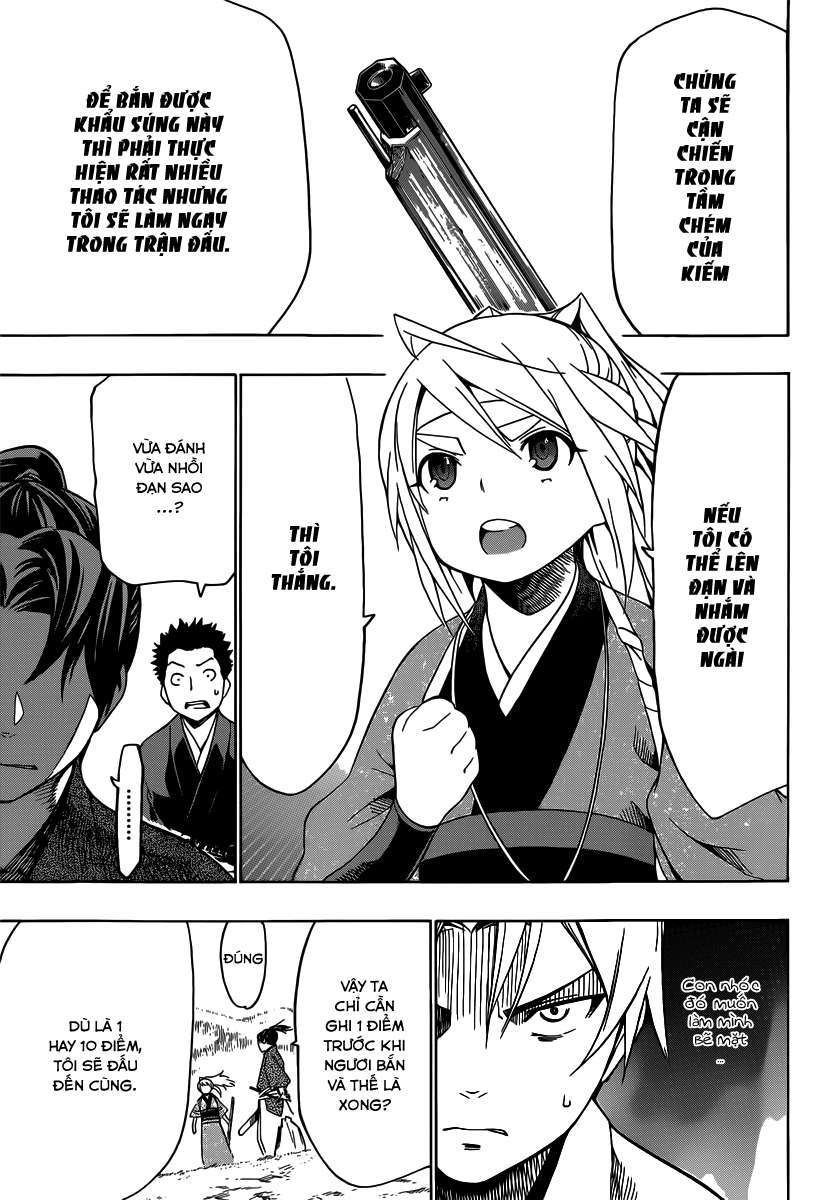 CHÚNG
TA SẼ
CẬN
CHIẾN
TRONG
TẦM
CHÉM
CỦA
KIẾM
ĐỂ BẮN ĐƯỢC
KHẨU SÚNG NÀY
THÌ PHẢI THỰC
HIỆN RẤT NHIỀU
THAO TÁC NHƯNG
TÔI SẼ LÀM NGAY
TRONG TRẬN ĐẤU.
NẾU
TÔI CÓ
THỂ LÊN
ĐẠN VÀ
NHẮM
ĐƯỢC
NGÀI
THÌ
TÔI
THẮNG.
VỪA ĐÁNH
VỪA NHỒI
ĐẠN SAO
...?
.........
Con nhóc
đó muốn
làm mình
bẽ mặt
...
VẬY TA
CHỈ CẦN
GHI 1 ĐIỂM
TRƯỚC KHI
NGƯƠI BẮN
VÀ THẾ LÀ
XONG?
ĐÚNG
DÙ LÀ 1
HAY 10 ĐIỂM,
TÔI SẼ ĐẤU
ĐẾN CÙNG.